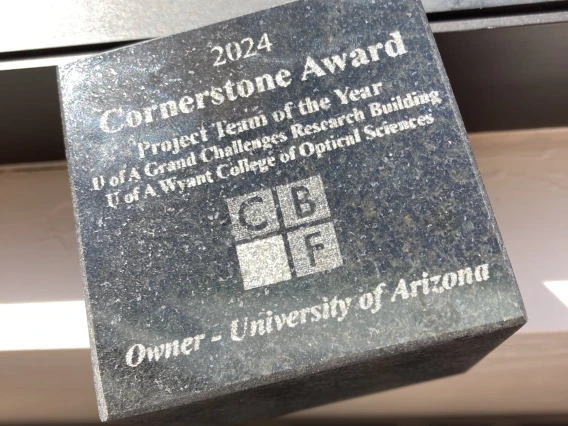 2024
Cornerstone Award
Project Team of the Year
U of A Grand Challenges Research Building
U of A Wyant College of Optical Sciences
C B
F
Owner - University of Arizona